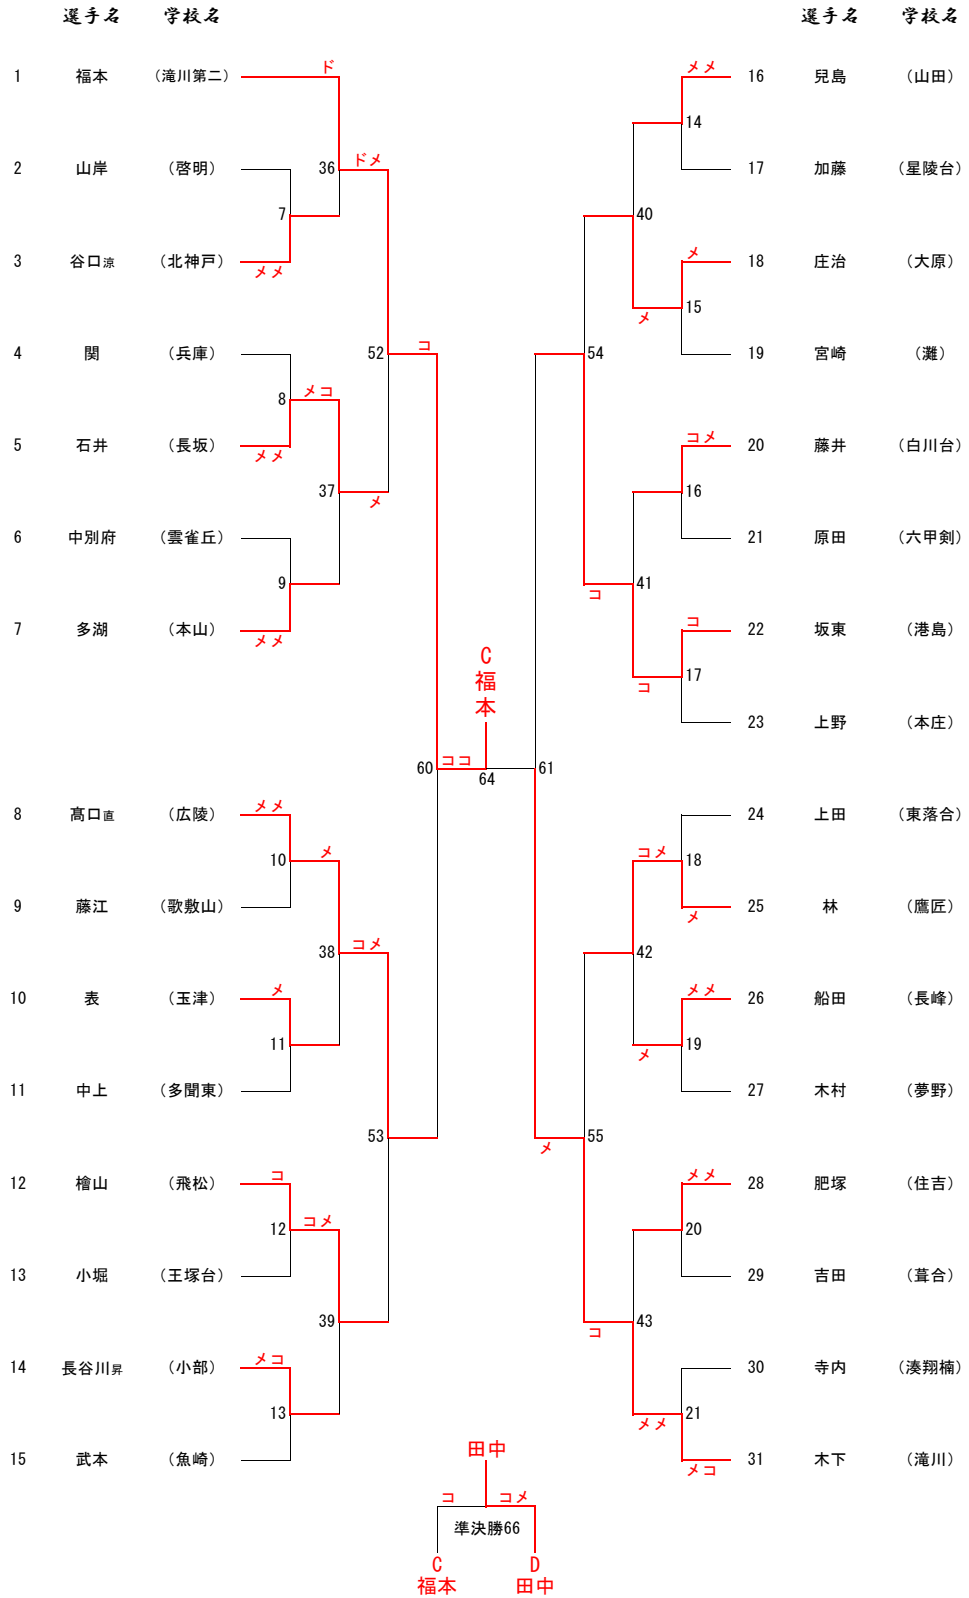 選手名 学校名 選手名 学校名
1 福本 (滝川第二) ド メメ 16 兒島 (山田)
14
2 山岸 (啓明) 36 ドメ 17 加藤 (星陵台)
7 40
3 谷口涼 (北神戸) メメ メ 18 庄治 (大原)
メ 15
4 関 (兵庫) 52 コ 54 19 宮崎 (灘)
8 メコ
5 石井 (長坂) メメ コメ 20 藤井 (白川台)
37 メ 16
6 中別府 (雲雀丘) 21 原田 (六甲剣)
9 コ 41
7 多湖 (本山) メメ コ 22 坂東 (港島)
C福本
コ 17
23 上野 (本庄)
60 ココ 64 61
8 髙口直 (広陵) メメ 24 上田 (東落合)
10 メ コメ 18
9 藤江 (歌敷山) メ 25 林 (鷹匠)
38 コメ 42
10 表 (玉津) メ メメ 26 船田 (長峰)
11 メ 19
11 中上 (多聞東) 27 木村 (夢野)
53 メ 55
12 檜山 (飛松) コ メメ 28 肥塚 (住吉)
12 コメ 20
13 小堀 (王塚台) 29 吉田 (葺合)
39 コ 43
14 長谷川昇 (小部) メコ 30 寺内 (湊翔楠)
13 メメ 21
15 武本 (魚崎) メコ 31 木下 (滝川)
田中
コ コメ
準決勝66
C D
福本 田中